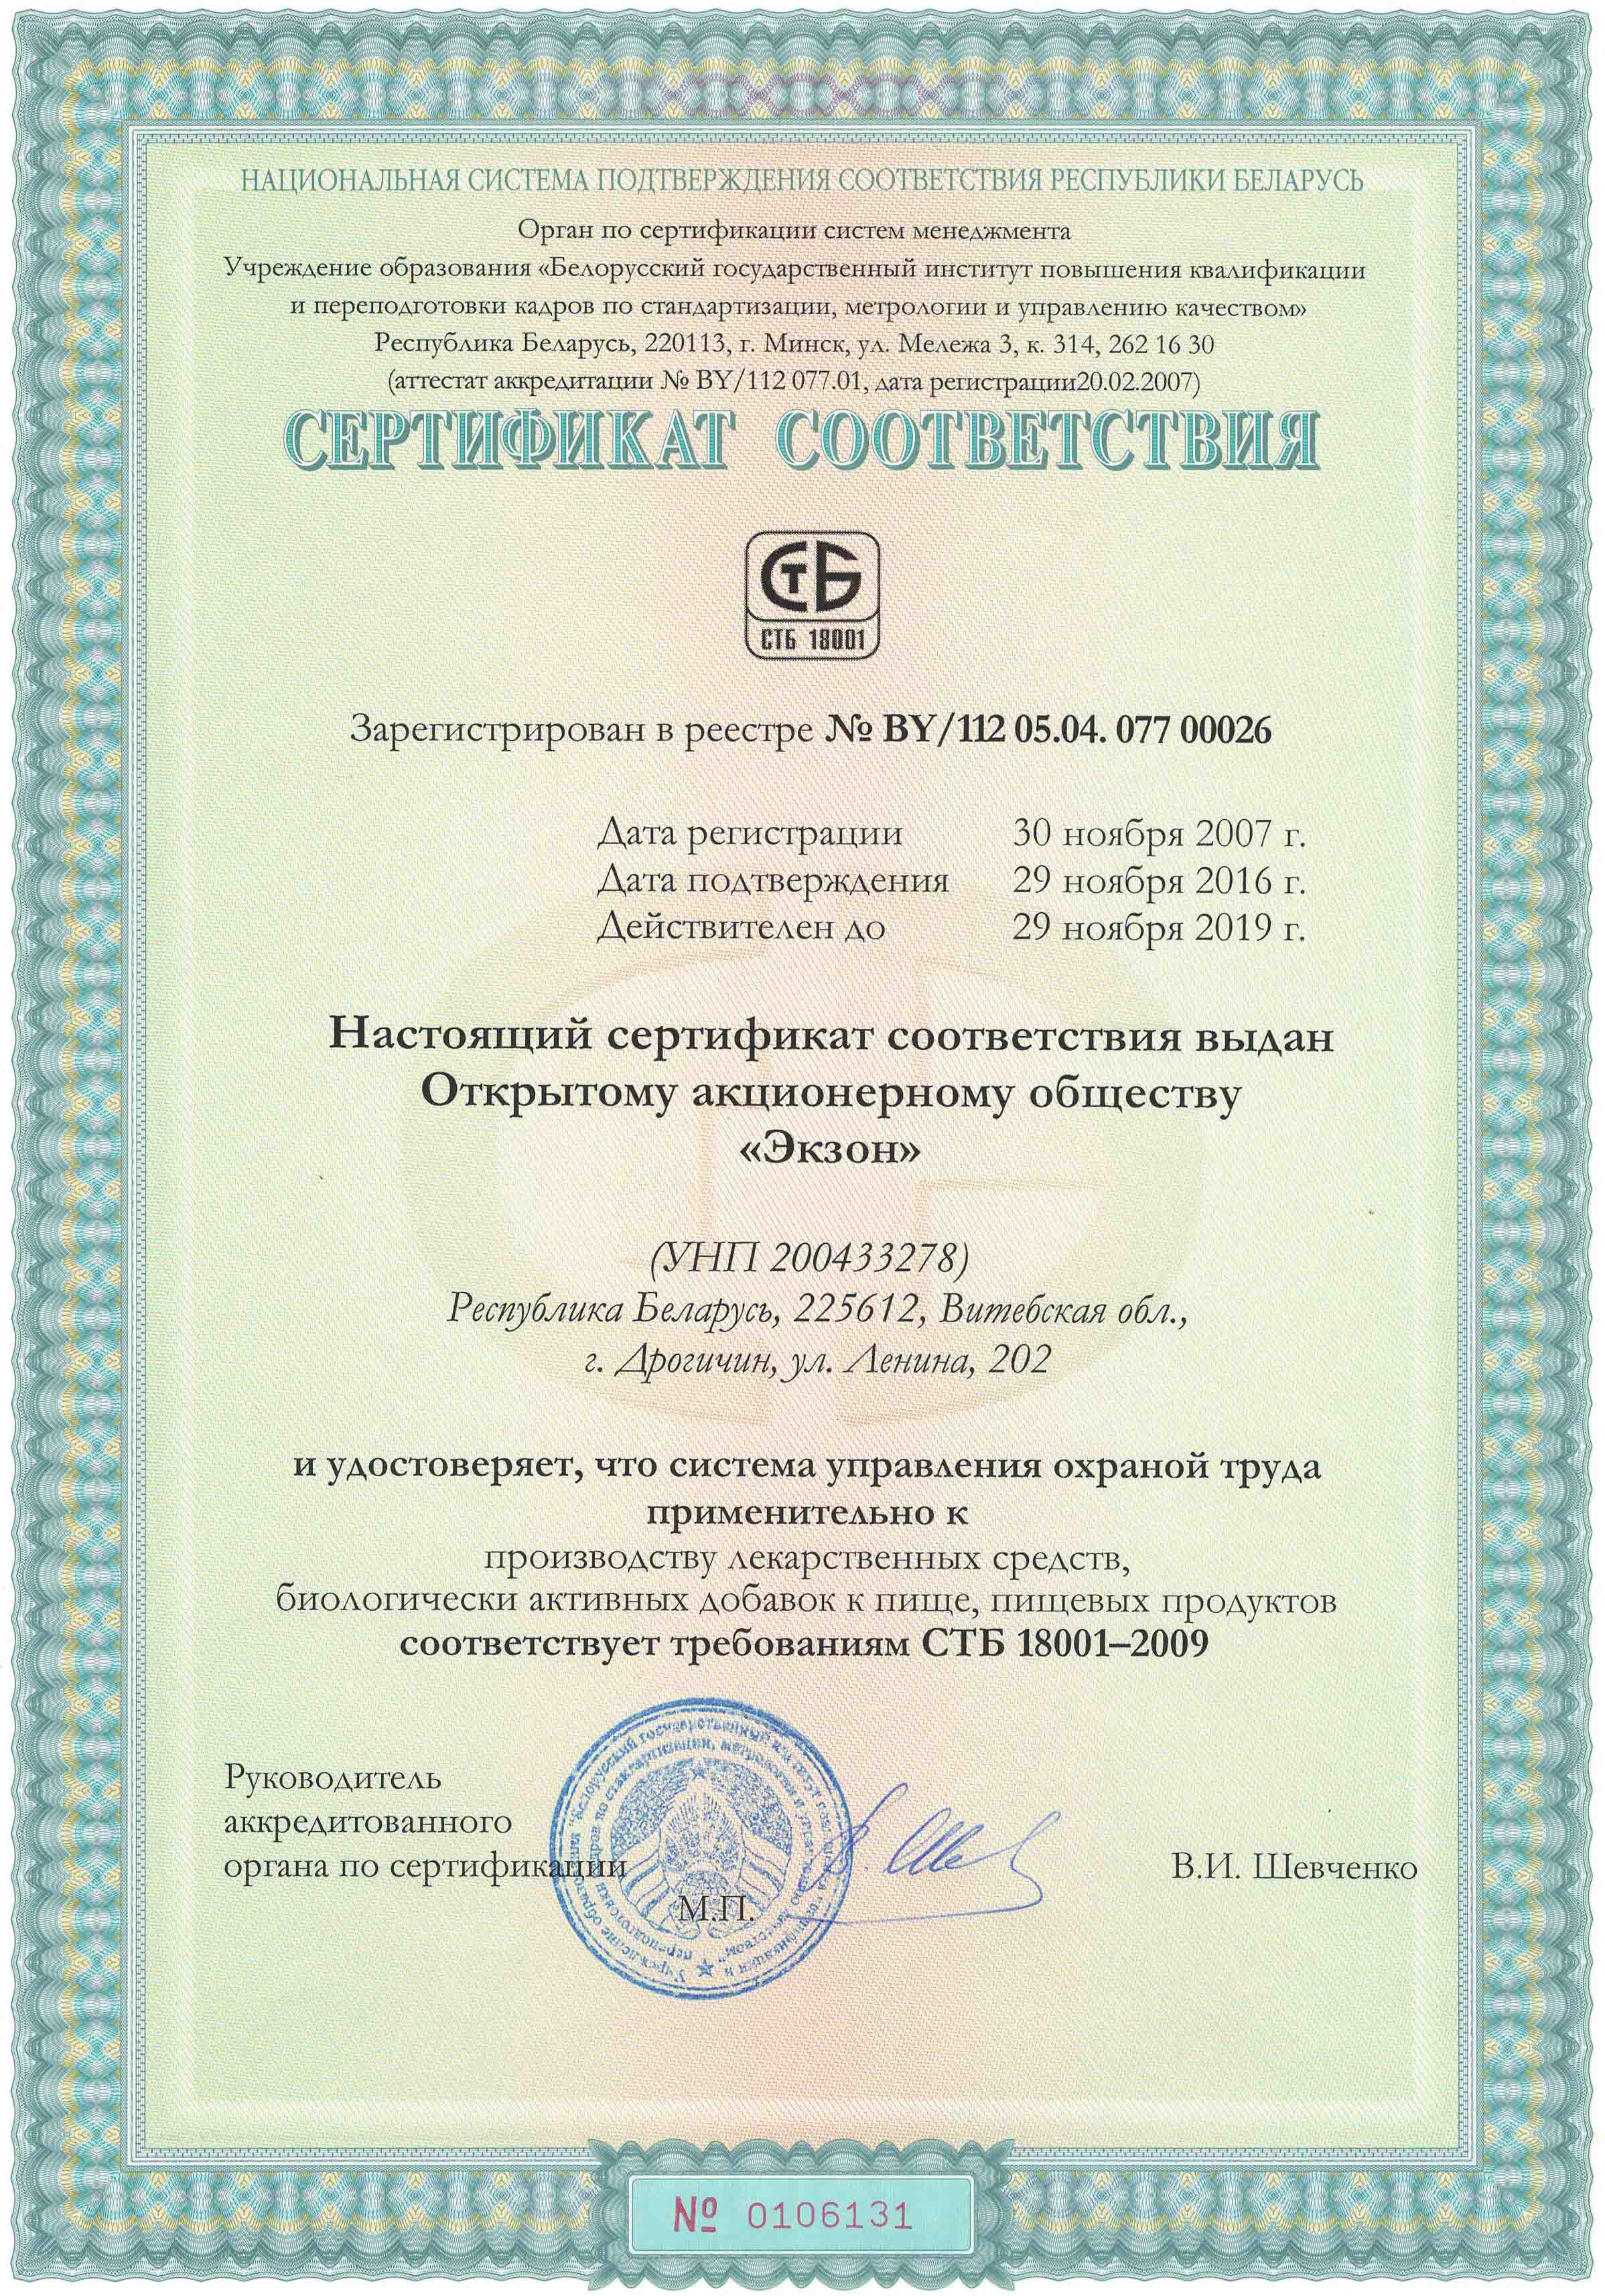 НАЦИОНАЛЬНАЯ СИСТЕМА ПОДТВЕРЖДЕНИЯ СООТВЕТСТВИЯ РЕСПУБЛИКИ БЕЛАРУСЬ
Орган по сертификации систем менеджмента
Учреждение образования «Белорусский государственный институт повышения квалификации
и переподготовки кадров по стандартизации, метрологии и управлению качеством»
Республика Беларусь, 220113, г. Минск, ул. Мележа 3, к. 314, 262 16 30
(аттестат аккредитации № BY/112 077.01, дата регистрации20.02.2007)
СЕРТИФИКАТ СООТВЕТСТВИЯ
СТБ
СТБ 18001
Зарегистрирован в реестре № BY/112 05.04. 077 00026
Дата регистрации 30 ноября 2007 г.
Дата подтверждения 29 ноября 2016 г.
Действителен до 29 ноября 2019 г.
Настоящий сертификат соответствия выдан
Открытому акционерному обществу
«Экзон»
(УНП 200433278)
Республика Беларусь, 225612, Витебская обл.,
г. Дрогичин, ул. Ленина, 202
и удостоверяет, что система управления охраной труда
применительно к
производству лекарственных средств,
биологически активных добавок к пище, пищевых продуктов
соответствует требованиям СТБ 18001–2009
Руководитель
аккредитованного
органа по сертификации
М.П.
В.И. Шевченко
№ 0106131